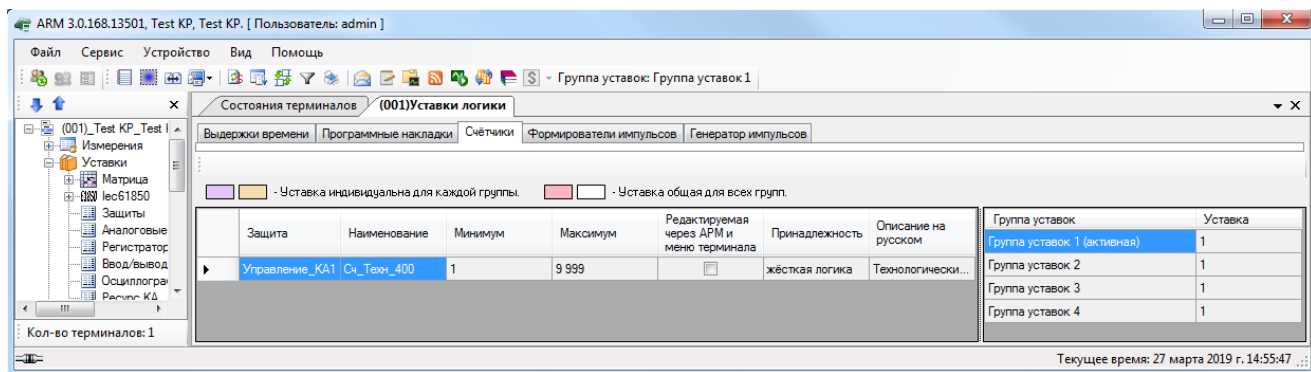 ARM 3.0.168.13501, Test KP, Test KP. [ Пользователь: admin ]
Файл Сервис Устройство Вид Помощь
Группа уставок: Группа уставок 1
Состояния терминалов (001)Уставки логики
(001)_Test KP_Test
Измерения
Уставки
Матрица
Iec61850
Защиты
Аналоговые
Регистратор
Ввод/вывод
Осциллогра
Ресурс КА
Кол-во терминалов: 1
Выдержки времени Программные накладки Счётчики Формирователи импульсов Генератор импульсов
- Уставка индивидуальна для каждой группы. - Уставка общая для всех групп.
Защита Наименование Минимум Максимум Редактируемая через АРМ и меню терминала Принадлежность Описание на русском
Управление_КА1 Сч_Техн_400 1 9 999 жёсткая логика Технологически...
Группа уставок Уставка
Группа уставок 1 (активная) 1
Группа уставок 2 1
Группа уставок 3 1
Группа уставок 4 1
Текущее время: 27 марта 2019 г. 14:55:47